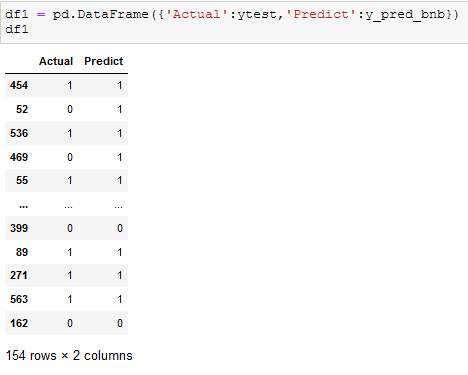 df1 = pd.DataFrame({'Actual':ytest,'Predict':y_pred_bnb})
df1
Actual Predict
454 1 1
52 0 1
536 1 1
469 0 1
55 1 1
... ... ...
399 0 0
89 1 1
271 1 1
563 1 1
162 0 0
154 rows × 2 columns